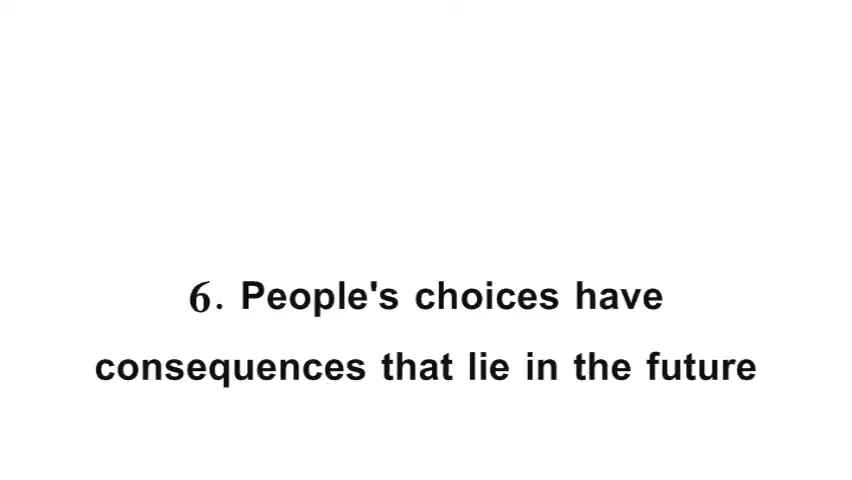 6. People's choices have
consequences that lie in the future